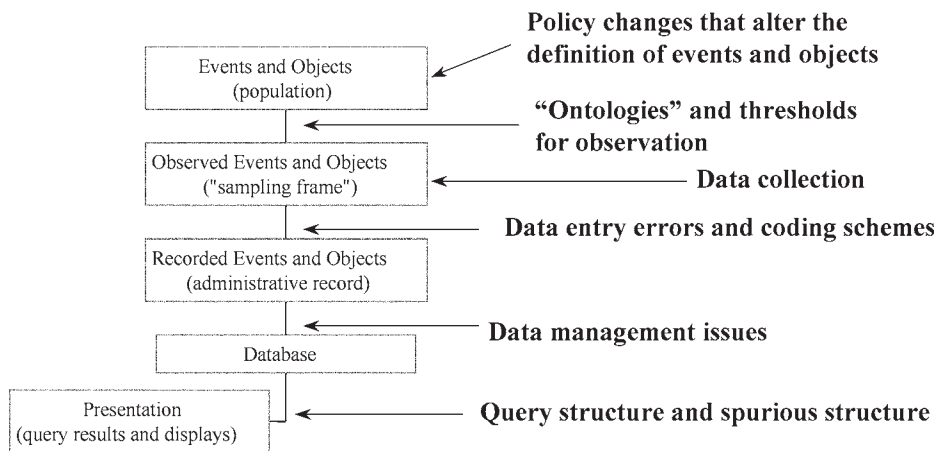 Policy changes that alter the
definition of events and objects
Events and Objects
(population)
“Ontologies” and thresholds
for observation
Observed Events and Objects
("sampling frame")
Data collection
Data entry errors and coding schemes
Recorded Events and Objects
(administrative record)
Data management issues
Database
Presentation
(query results and displays)
Query structure and spurious structure